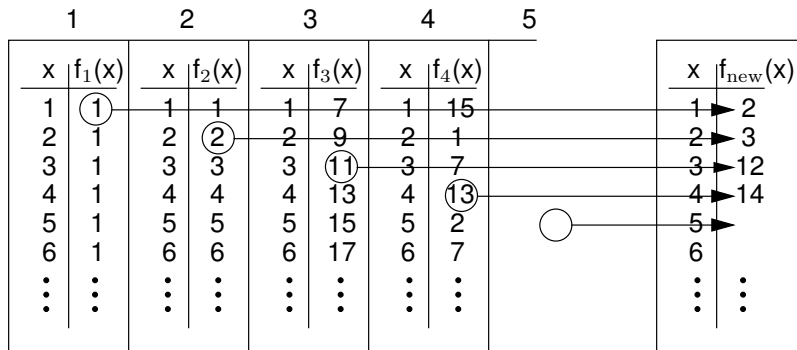 1 2 3 4 5
x f₁(x) x f₂(x) x f₃(x) x f₄(x) x f_new(x)
1 1 1 1 1 7 1 15 1 2
2 1 2 2 2 9 2 1 2 3
3 1 3 3 3 11 3 7 3 12
4 1 4 4 4 13 4 13 4 14
5 1 5 5 5 15 5 2 5
6 1 6 6 6 17 6 7 6
⋮ ⋮ ⋮ ⋮ ⋮ ⋮ ⋮ ⋮ ⋮ ⋮